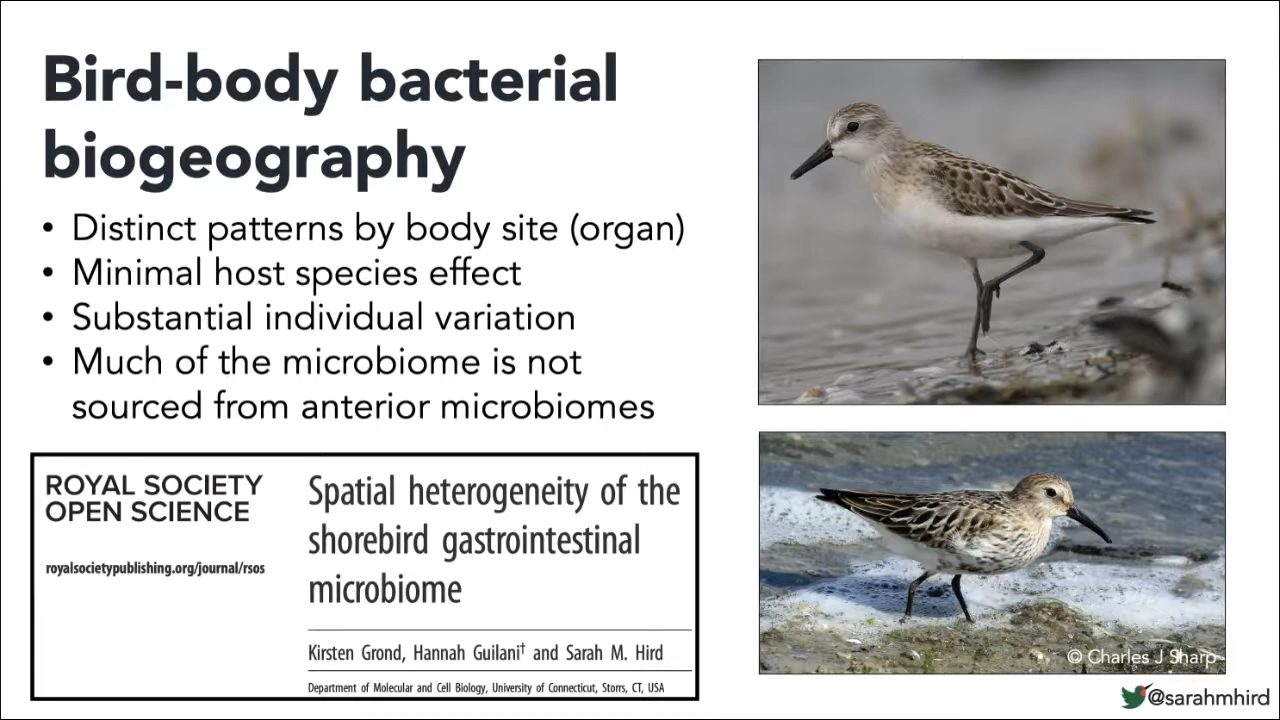 Bird-body bacterial
biogeography
• Distinct patterns by body site (organ)
• Minimal host species effect
• Substantial individual variation
• Much of the microbiome is not
sourced from anterior microbiomes
ROYAL SOCIETY
OPEN SCIENCE
royalsocietypublishing.org/journal/rsos
Spatial heterogeneity of the
shorebird gastrointestinal
microbiome
Kirsten Grond, Hannah Guilani† and Sarah M. Hird
Department of Molecular and Cell Biology, University of Connecticut, Storrs, CT, USA
© Charles J Sharp
@sarahmhird